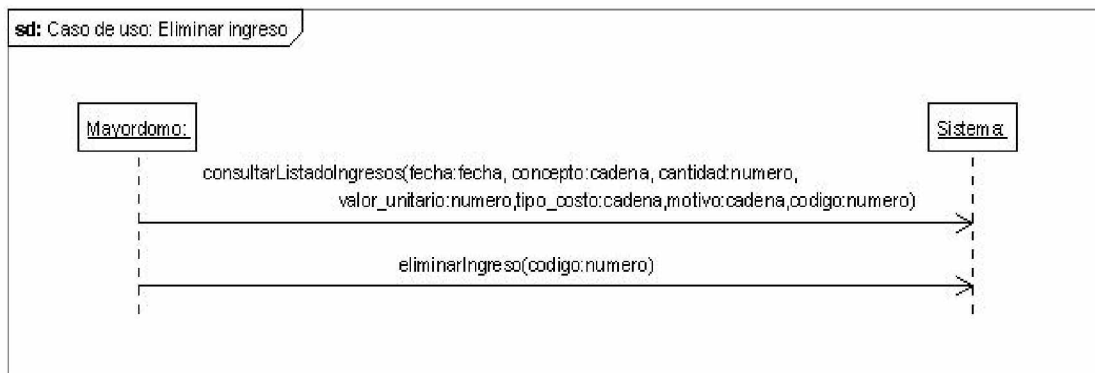 sd: Caso de uso: Eliminar ingreso
Mayordomo:
Sistema:
consultarListadoIngresos(fecha:fecha, concepto:cadena, cantidad:numero,
valor_unitario:numero,tipo_costo:cadena,motivo:cadena,codigo:numero)
eliminarIngreso(codigo:numero)